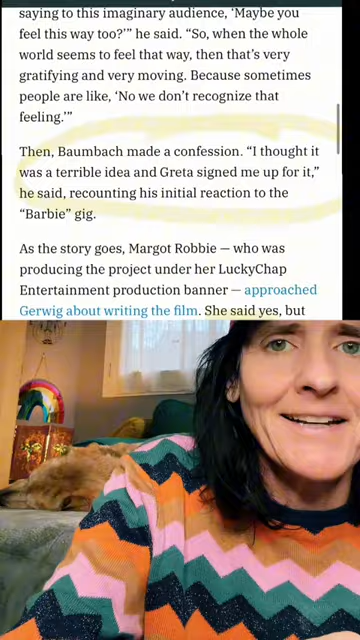 saying to this imaginary audience, ‘Maybe you
feel this way too?’” he said. “So, when the whole
world seems to feel that way, then that’s very
gratifying and very moving. Because sometimes
people are like, ‘No we don’t recognize that
feeling.’”
Then, Baumbach made a confession. “I thought it
was a terrible idea and Greta signed me up for it,”
he said, recounting his initial reaction to the
“Barbie” gig.
As the story goes, Margot Robbie — who was
producing the project under her LuckyChap
Entertainment production banner — approached
Gerwig about writing the film. She said yes, but